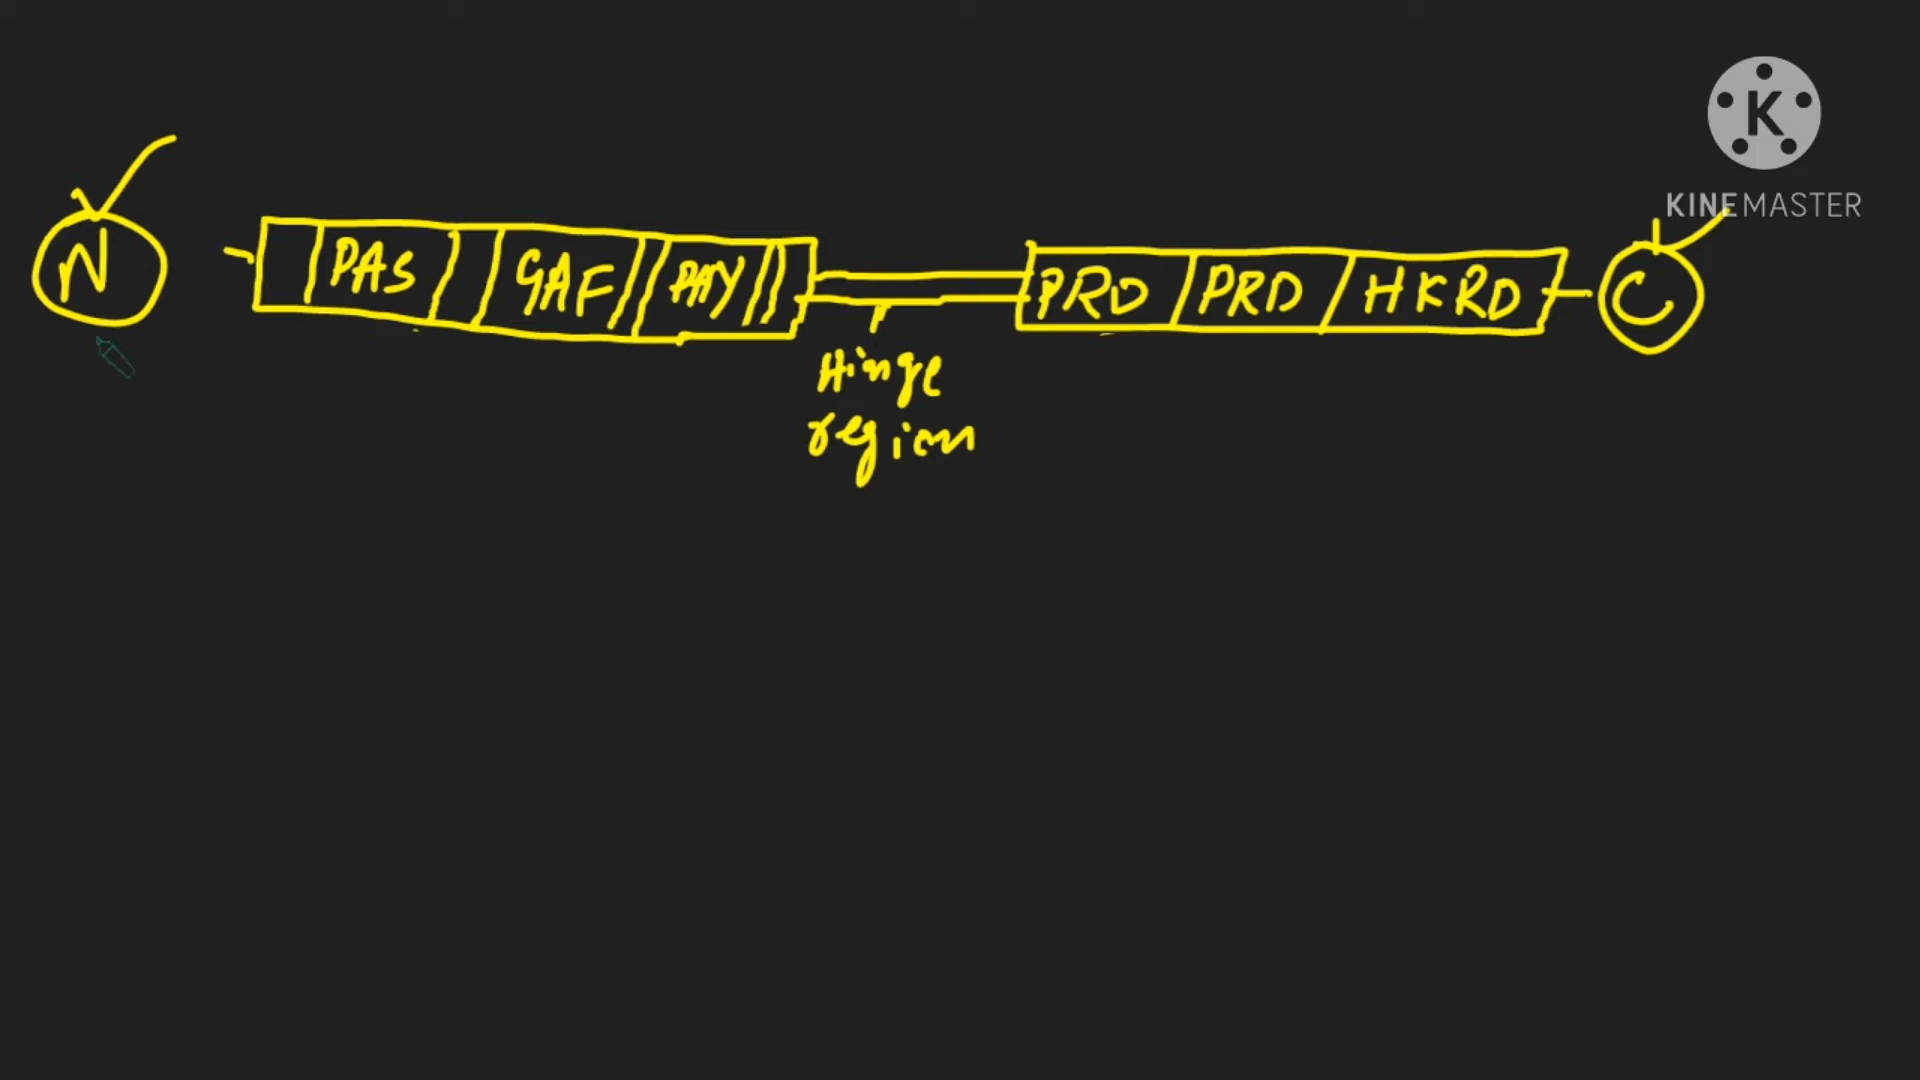 K
KINEMASTER
N PAS GAF PAY PRD PRD HKRD C
Hinge
region